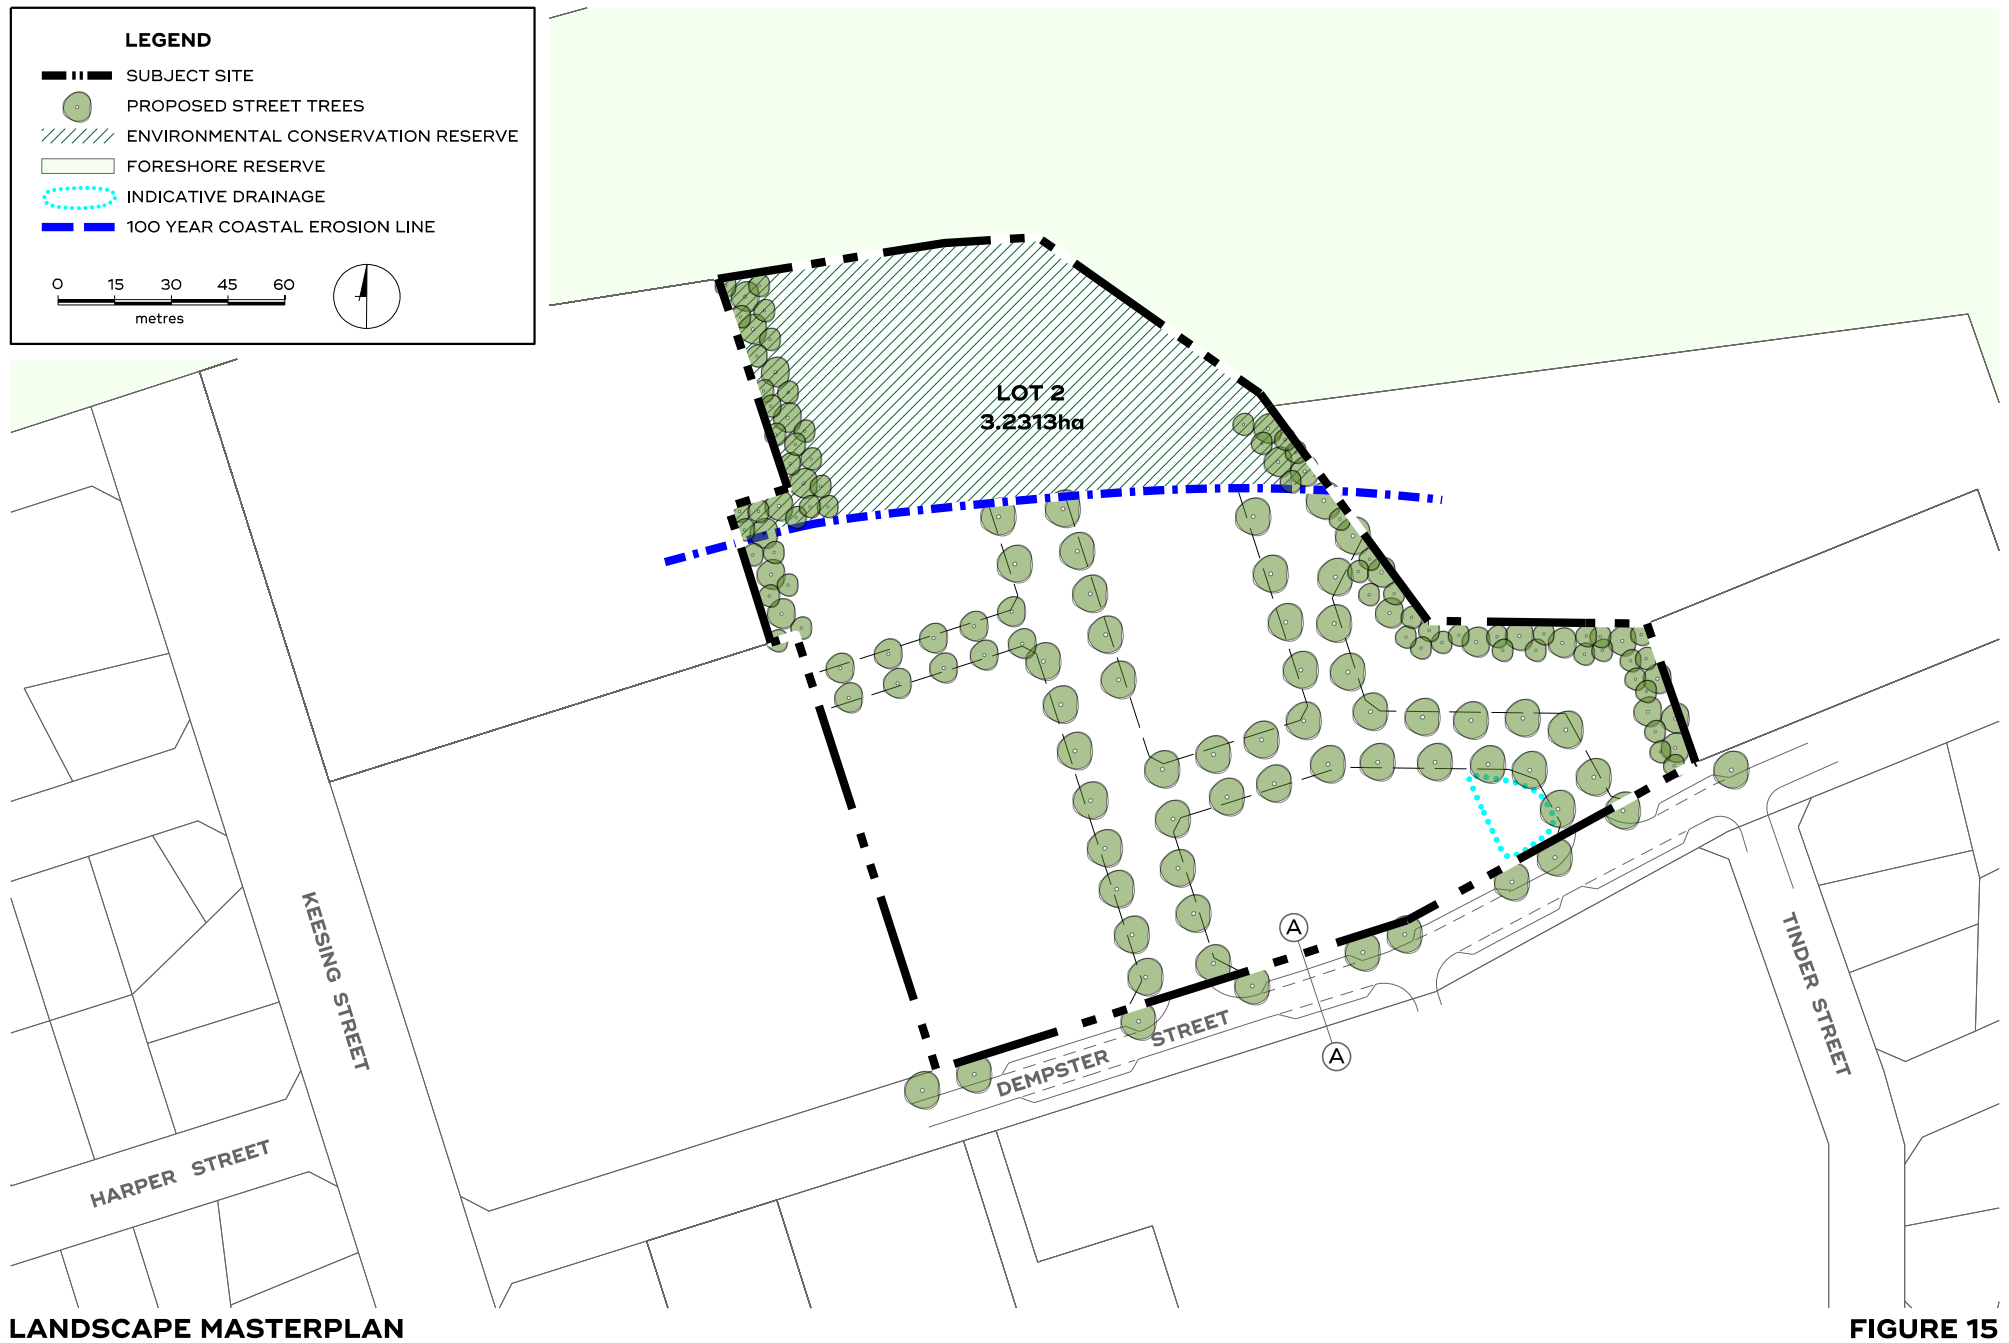 LEGEND
SUBJECT SITE
PROPOSED STREET TREES
ENVIRONMENTAL CONSERVATION RESERVE
FORESHORE RESERVE
INDICATIVE DRAINAGE
100 YEAR COASTAL EROSION LINE
0 15 30 45 60
metres
LOT 2
3.2313ha
KEESING STREET
HARPER STREET
DEMPSTER STREET
TINDER STREET
A
A
LANDSCAPE MASTERPLAN
FIGURE 15